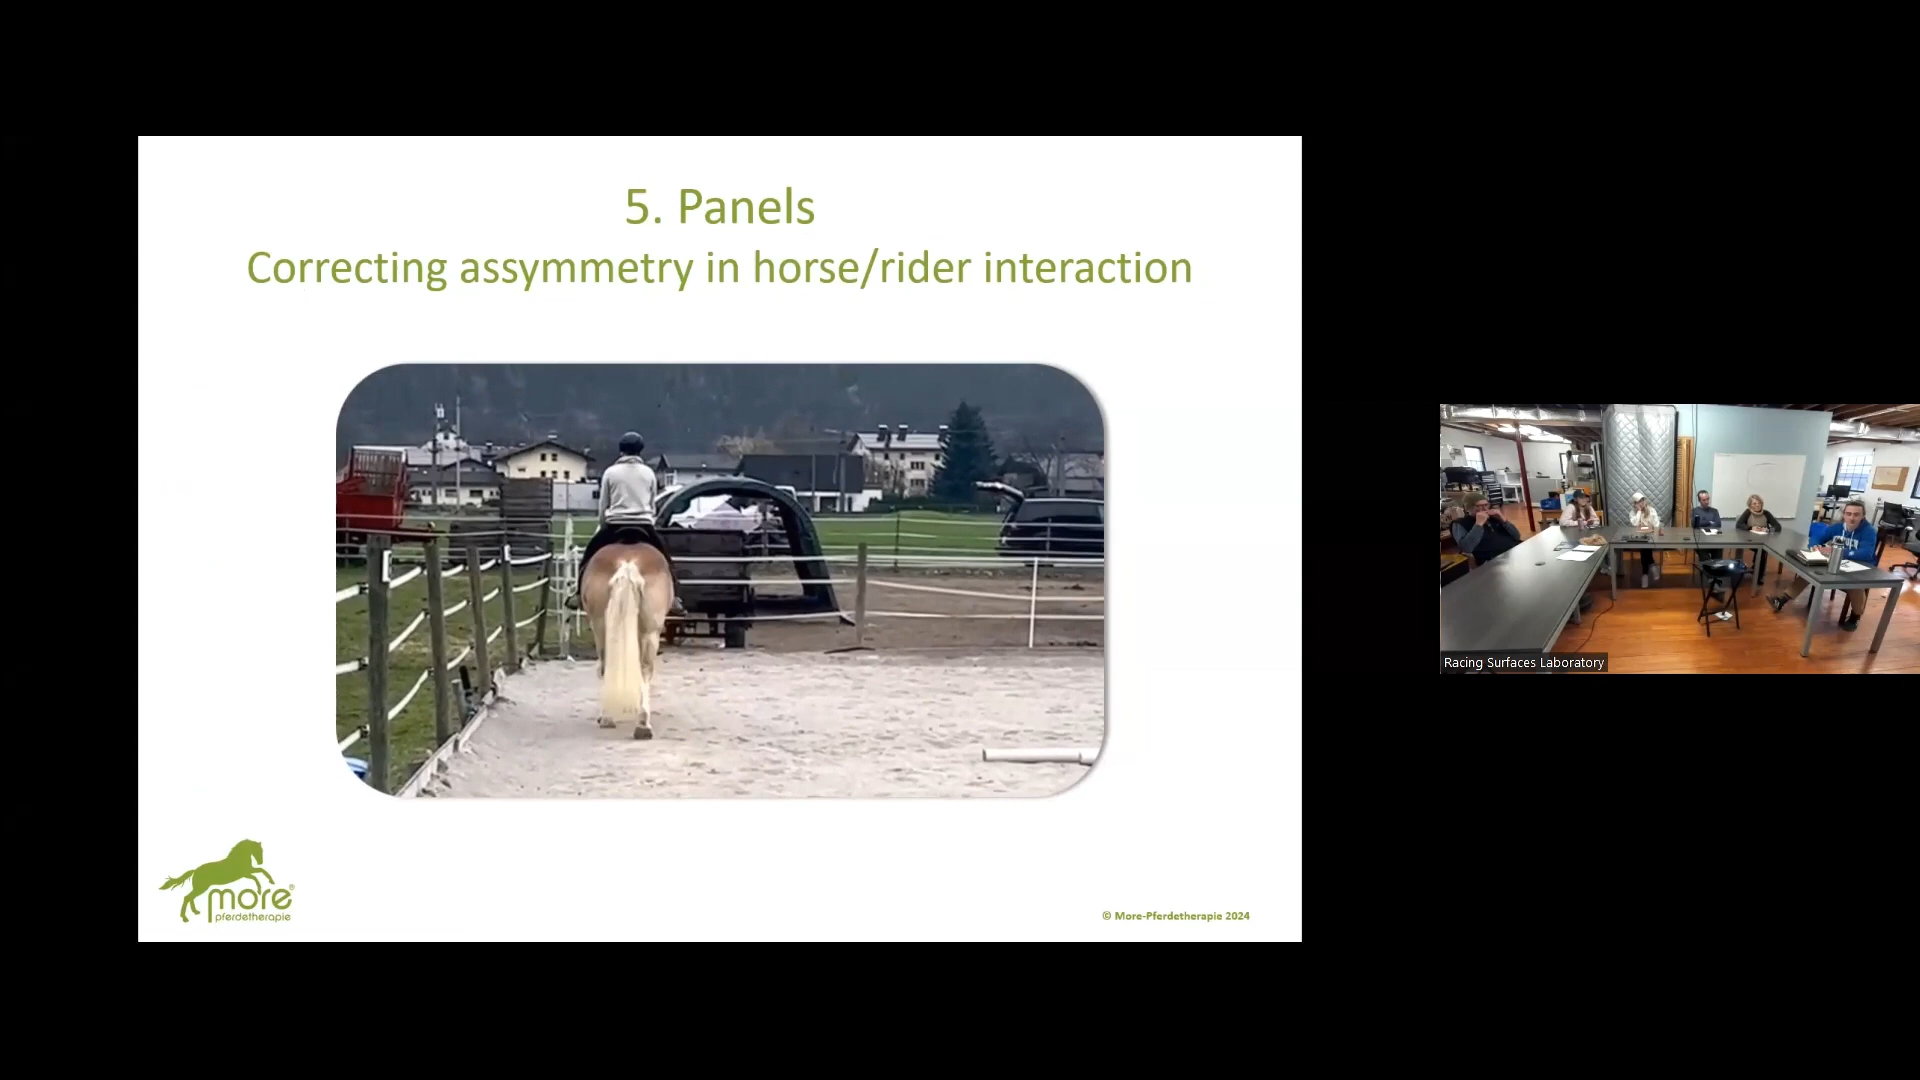 5. Panels
Correcting assymmetry in horse/rider interaction
more®
pferdetherapie
© More-Pferdetherapie 2024
Racing Surfaces Laboratory